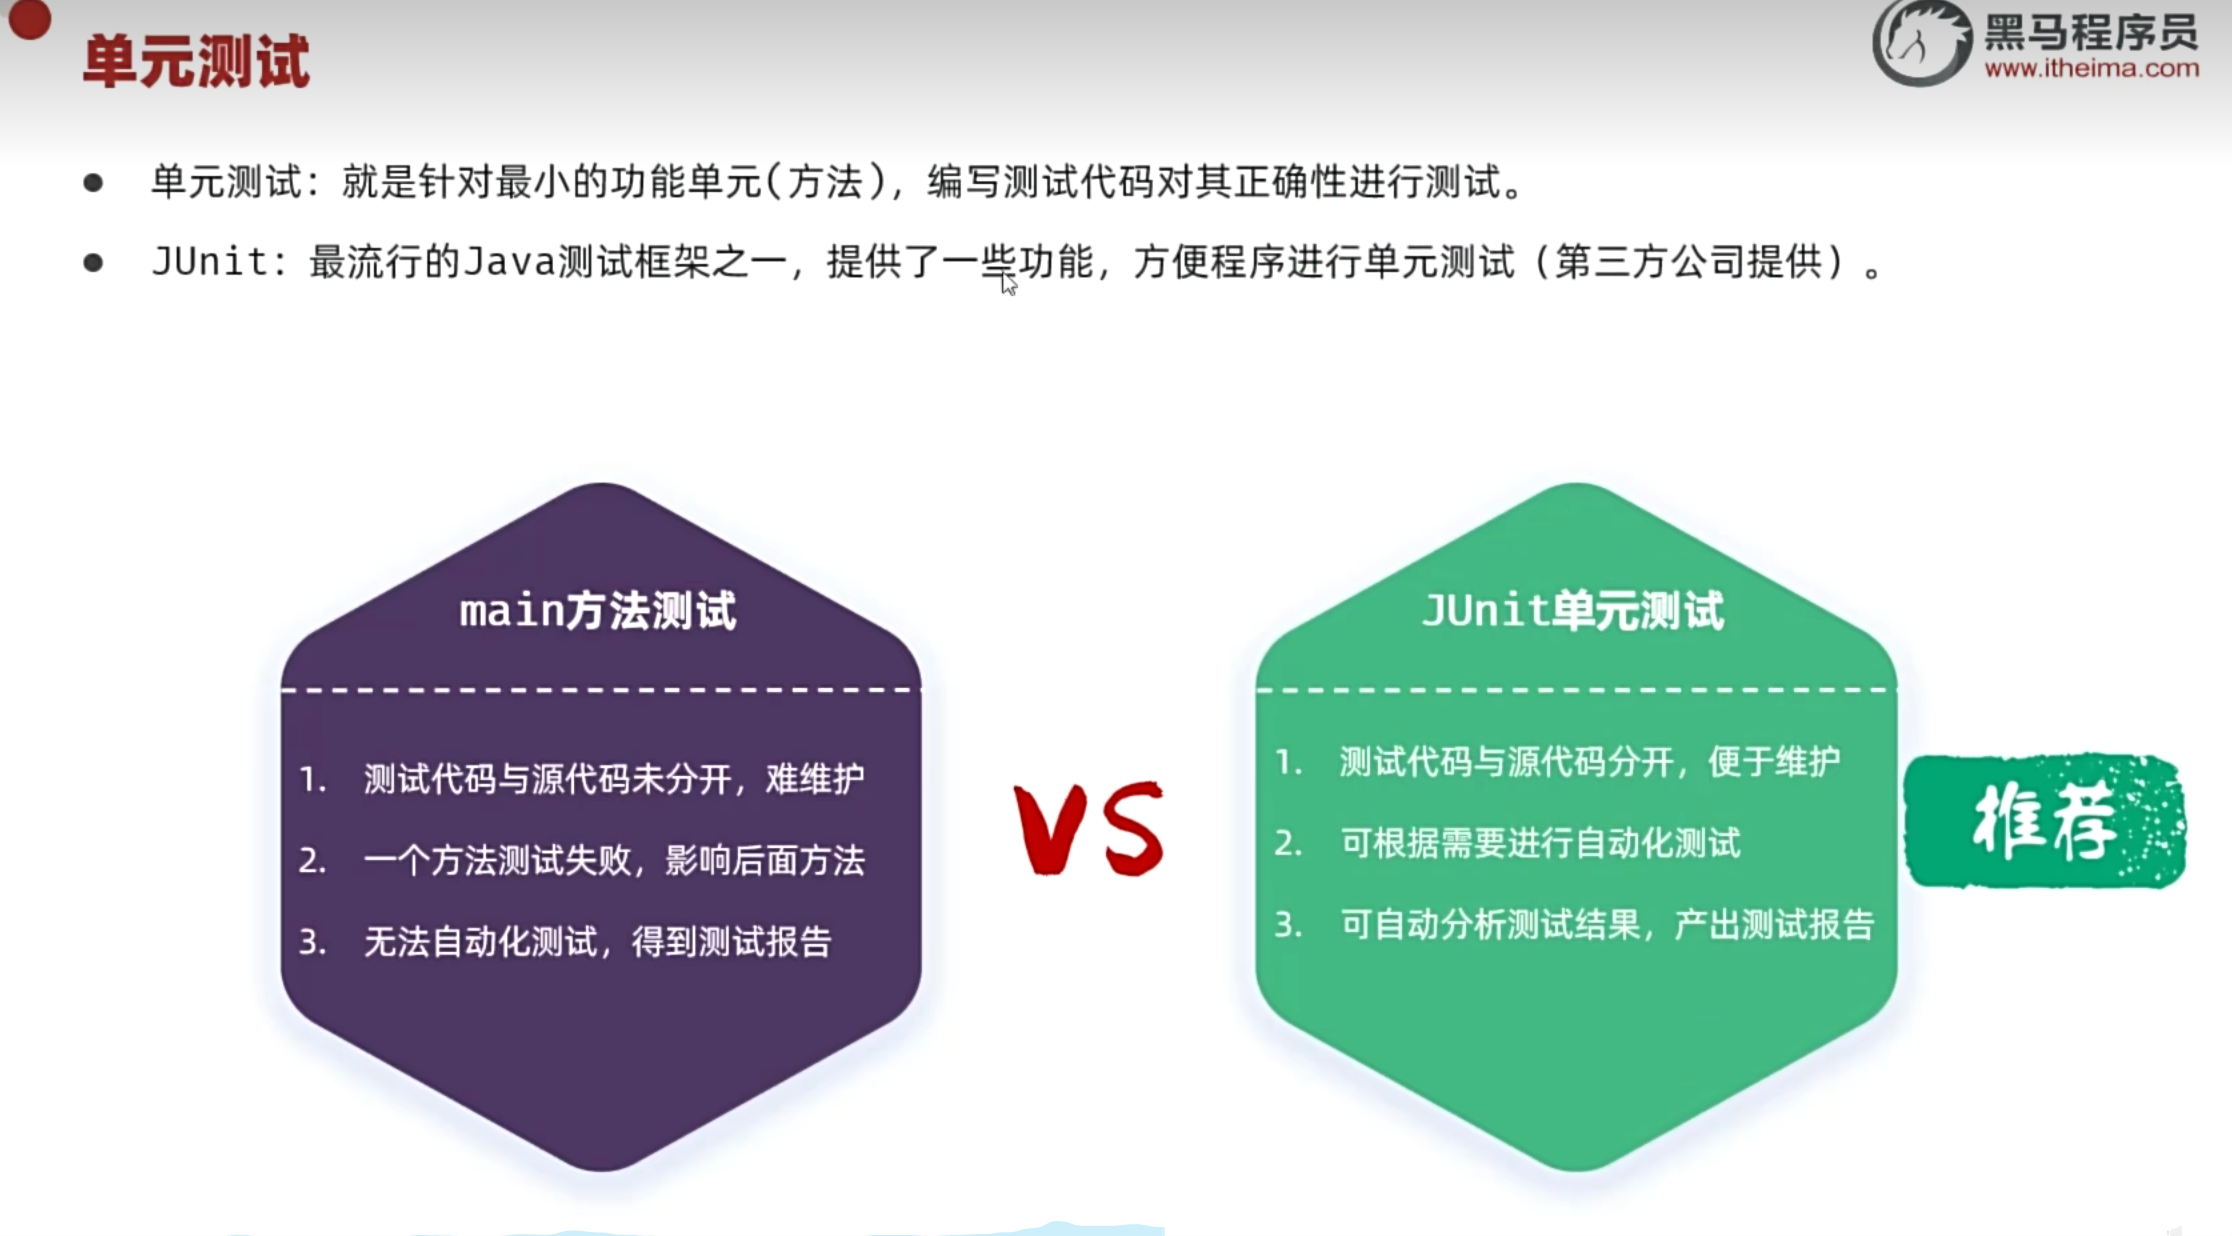 单元测试
黑马程序员
www.itheima.com
单元测试：就是针对最小的功能单元(方法)，编写测试代码对其正确性进行测试。
JUnit：最流行的Java测试框架之一，提供了一些功能，方便程序进行单元测试（第三方公司提供）。
main方法测试
1. 测试代码与源代码未分开，难维护
2. 一个方法测试失败，影响后面方法
3. 无法自动化测试，得到测试报告
VS
JUnit单元测试
1. 测试代码与源代码分开，便于维护
2. 可根据需要进行自动化测试
3. 可自动分析测试结果，产出测试报告
推荐